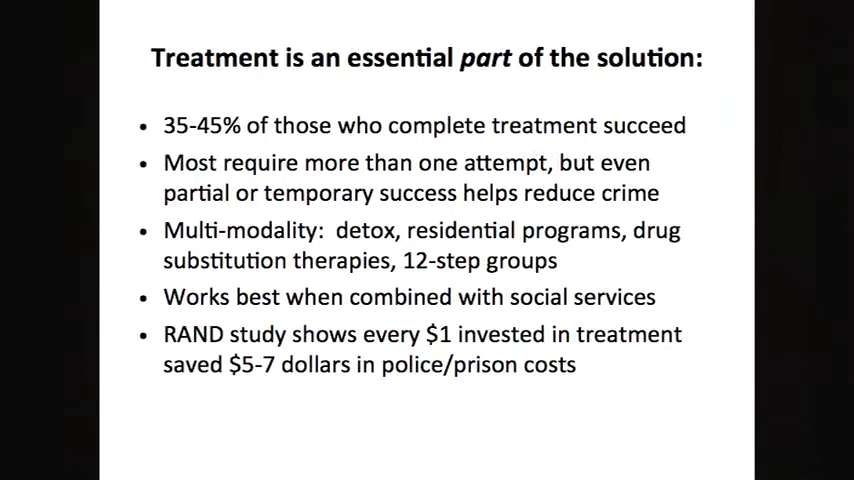 Treatment is an essential part of the solution:
• 35-45% of those who complete treatment succeed
• Most require more than one attempt, but even
partial or temporary success helps reduce crime
• Multi-modality: detox, residential programs, drug
substitution therapies, 12-step groups
• Works best when combined with social services
• RAND study shows every $1 invested in treatment
saved $5-7 dollars in police/prison costs